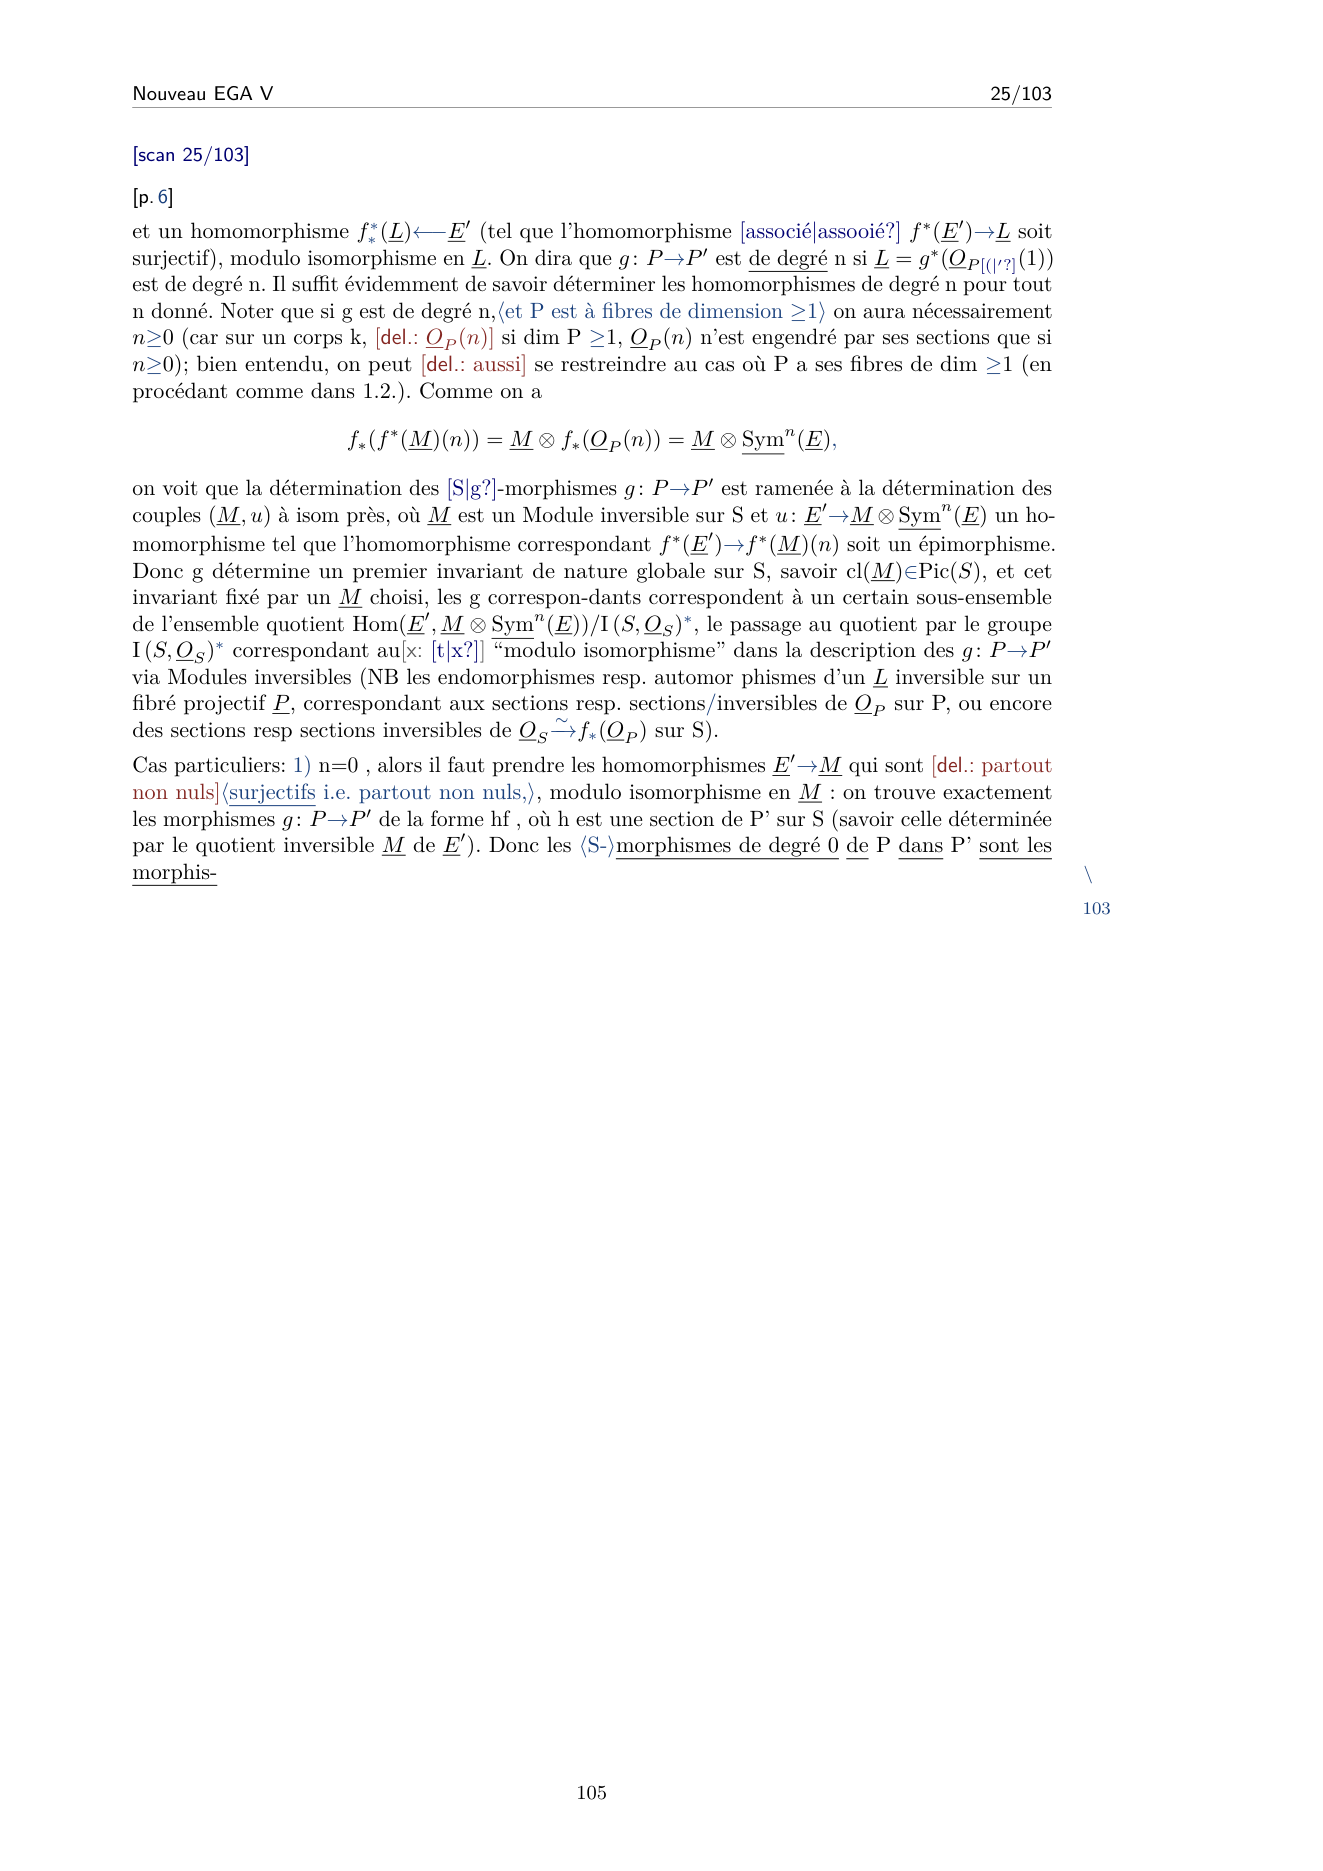 Nouveau EGA V 25/103
[scan 25/103]
[p. 6]
et un homomorphisme f^*_*(L)⟵E′ (tel que l'homomorphisme [associé|assooié?] f*(E′)→L soit
surjectif), modulo isomorphisme en L. On dira que g: P→P′ est de degré n si L = g*(O_{P[(|′?]}(1))
est de degré n. Il suffit évidemment de savoir déterminer les homomorphismes de degré n pour tout
n donné. Noter que si g est de degré n,⟨et P est à fibres de dimension ≥1⟩ on aura nécessairement
n≥0 (car sur un corps k, [del.: O_P(n)] si dim P ≥1, O_P(n) n'est engendré par ses sections que si
n≥0); bien entendu, on peut [del.: aussi] se restreindre au cas où P a ses fibres de dim ≥1 (en
procédant comme dans 1.2.). Comme on a
f_*(f*(M)(n)) = M ⊗ f_*(O_P(n)) = M ⊗ Sym^n(E),
on voit que la détermination des [S|g?]-morphismes g: P→P′ est ramenée à la détermination des
couples (M, u) à isom près, où M est un Module inversible sur S et u: E′→M ⊗ Sym^n(E) un ho-
momorphisme tel que l'homomorphisme correspondant f*(E′)→f*(M)(n) soit un épimorphisme.
Donc g détermine un premier invariant de nature globale sur S, savoir cl(M)∈Pic(S), et cet
invariant fixé par un M choisi, les g correspon-dants correspondent à un certain sous-ensemble
de l'ensemble quotient Hom(E′, M ⊗ Sym^n(E))/I (S, O_S)*, le passage au quotient par le groupe
I (S, O_S)* correspondant au[x: [t|x?]] “modulo isomorphisme” dans la description des g: P→P′
via Modules inversibles (NB les endomorphismes resp. automor phismes d'un L inversible sur un
fibré projectif P, correspondant aux sections resp. sections/inversibles de O_P sur P, ou encore
des sections resp sections inversibles de O_S ⥲ f_*(O_P) sur S).
Cas particuliers: 1) n=0 , alors il faut prendre les homomorphismes E′→M qui sont [del.: partout
non nuls]⟨surjectifs i.e. partout non nuls,⟩, modulo isomorphisme en M : on trouve exactement
les morphismes g: P→P′ de la forme hf , où h est une section de P' sur S (savoir celle déterminée
par le quotient inversible M de E′). Donc les ⟨S-⟩morphismes de degré 0 de P dans P' sont les
morphis- \
103
105